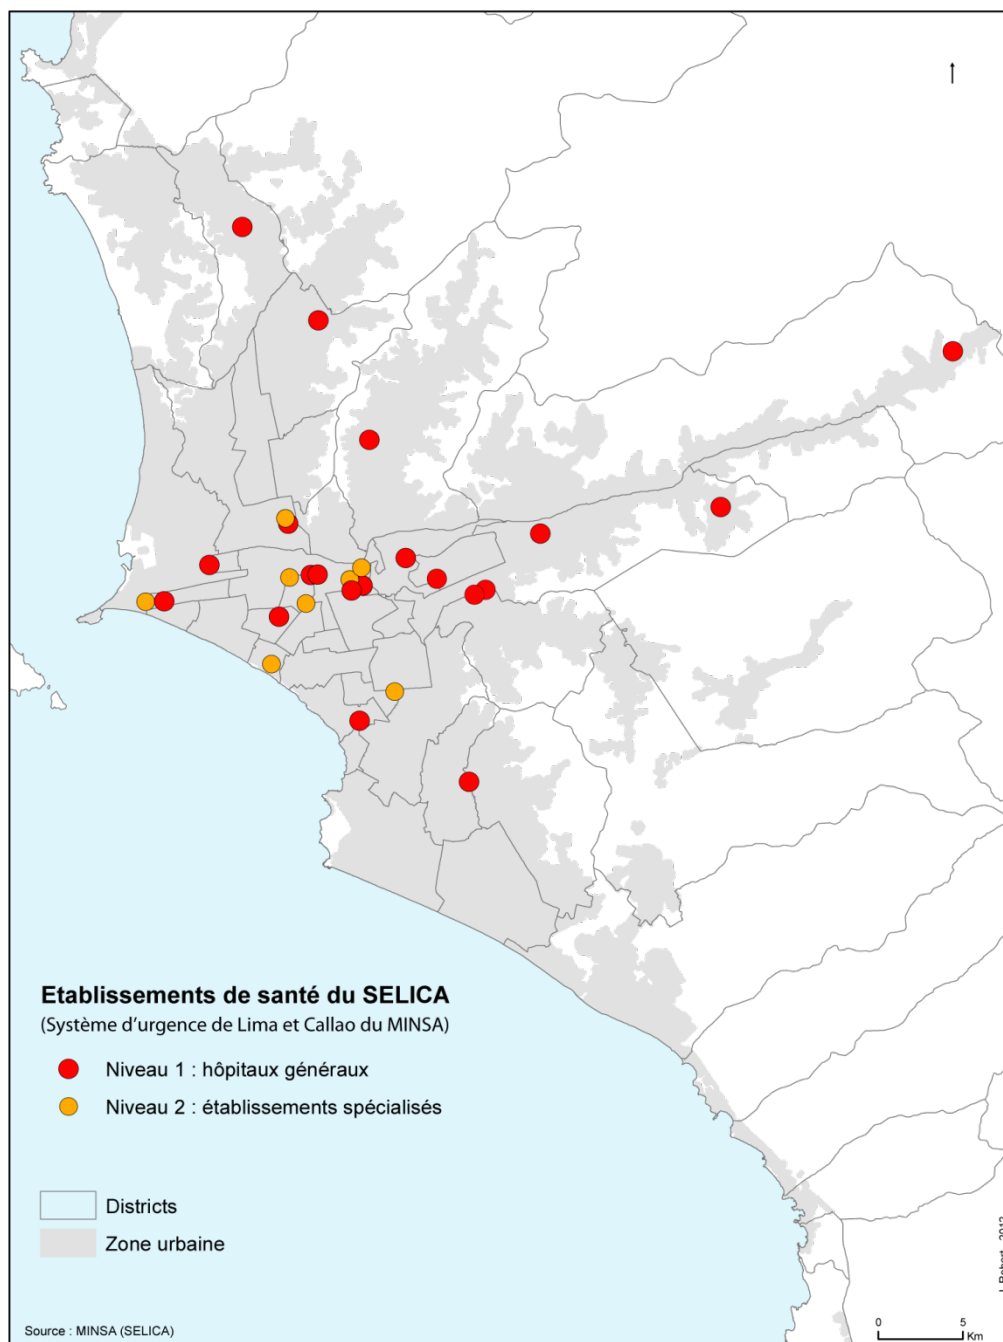 Etablissements de santé du SELICA
(Système d'urgence de Lima et Callao du MINSA)
Niveau 1 : hôpitaux généraux
Niveau 2 : établissements spécialisés
Districts
Zone urbaine
Source : MINSA (SELICA)
0 5
Km